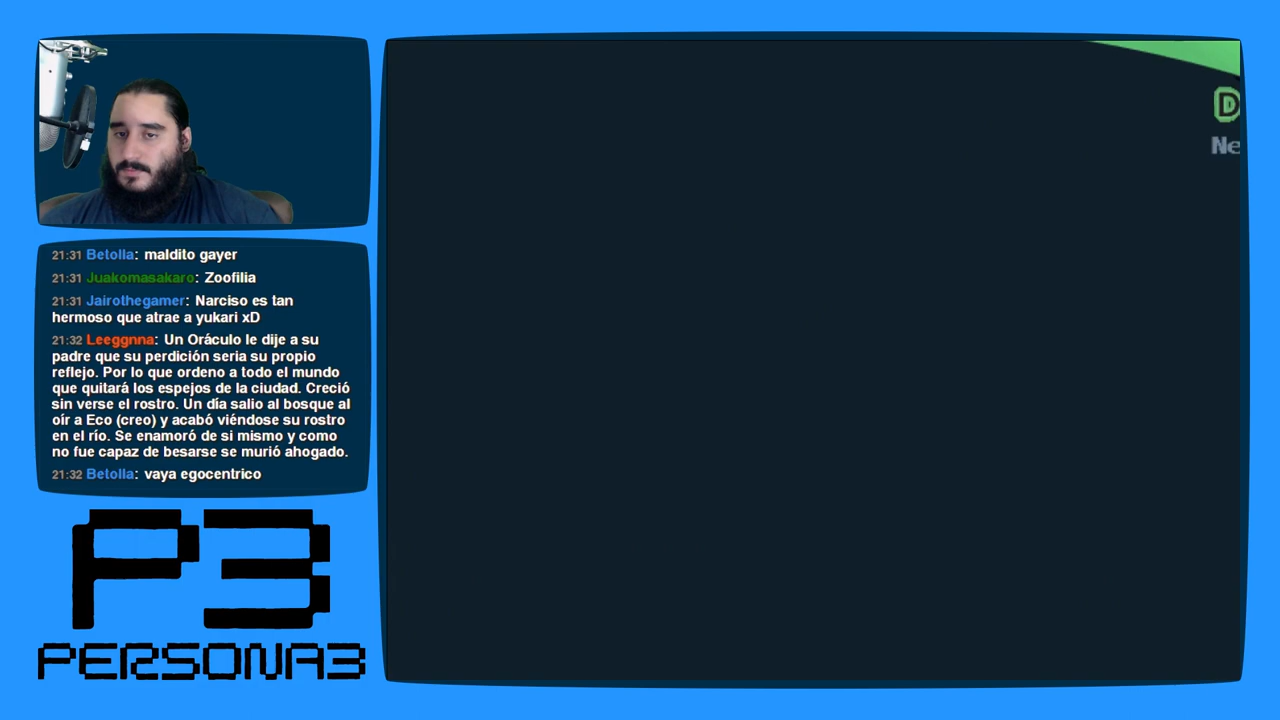 D
Ne
21:31 Betolla: maldito gayer
21:31 Juakomasakaro: Zoofilia
21:31 Jairothegamer: Narciso es tan
hermoso que atrae a yukari xD
21:32 Leeggnna: Un Oráculo le dije a su
padre que su perdición seria su propio
reflejo. Por lo que ordeno a todo el mundo
que quitará los espejos de la ciudad. Creció
sin verse el rostro. Un día salio al bosque al
oír a Eco (creo) y acabó viéndose su rostro
en el río. Se enamoró de si mismo y como
no fue capaz de besarse se murió ahogado.
21:32 Betolla: vaya egocentrico
P3
PERSONA3